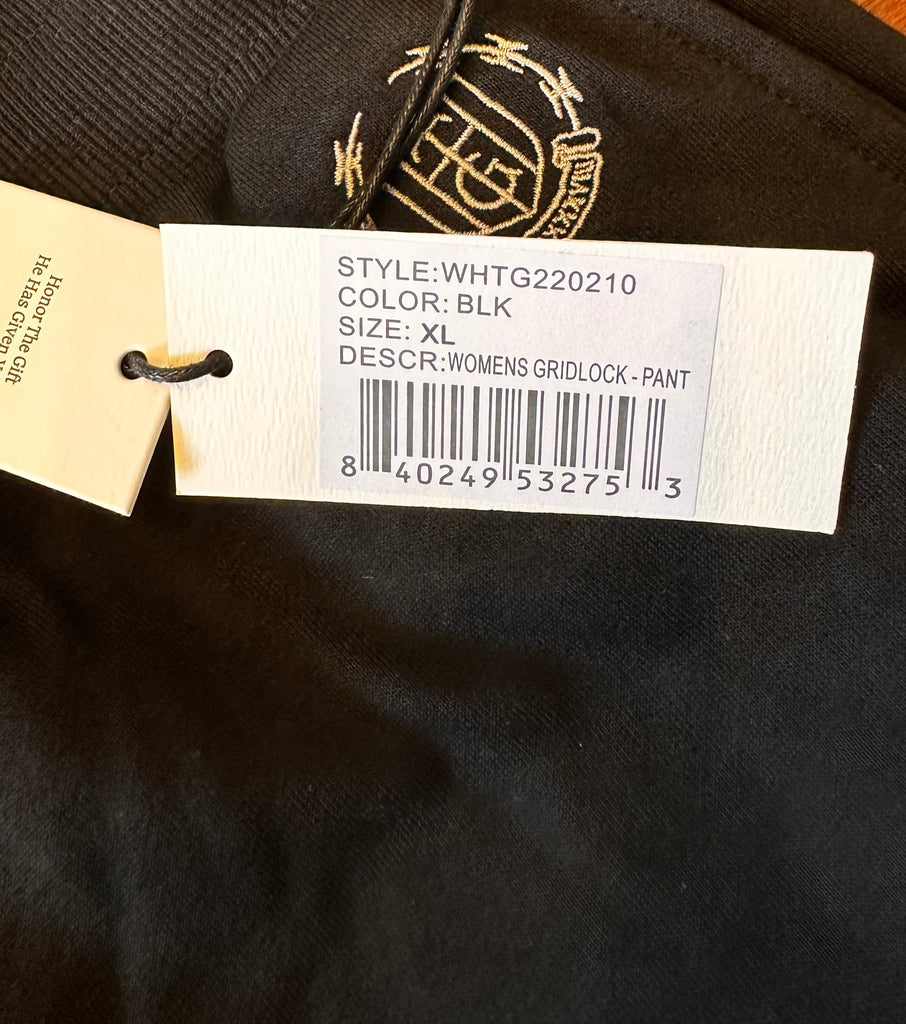 STYLE:WHTG220210
COLOR: BLK
SIZE: XL
DESCR:WOMENS GRIDLOCK - PANT
8 40249 53275 3
Honor The Gift
He Has Given